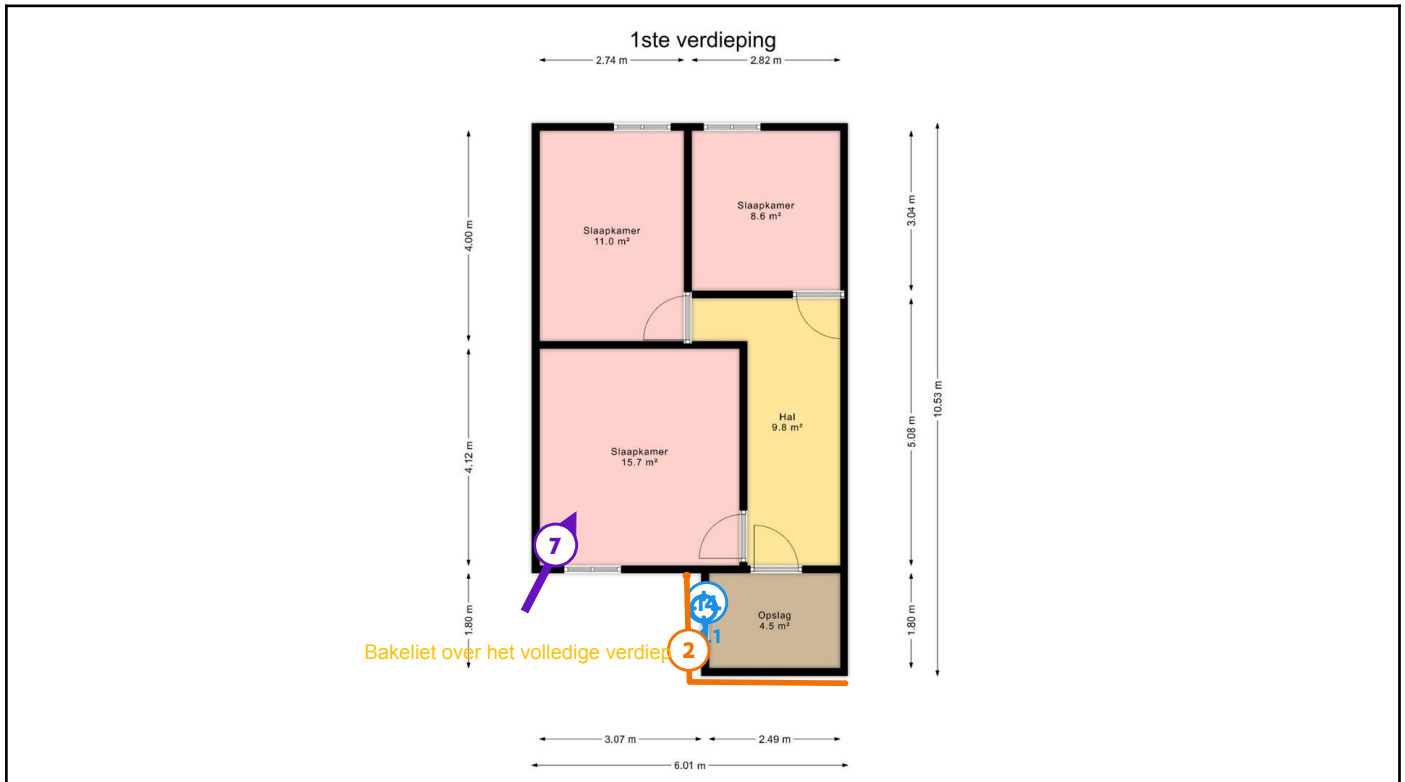 1ste verdieping
2.74 m
2.82 m
4.00 m
3.04 m
Slaapkamer
8.6 m²
Slaapkamer
11.0 m²
10.53 m
Hal
9.8 m²
5.08 m
4.12 m
Slaapkamer
15.7 m²
7
14
1.80 m
Opslag
4.5 m²
1.80 m
Bakeliet over het volledige verdiep
2
3.07 m
2.49 m
6.01 m